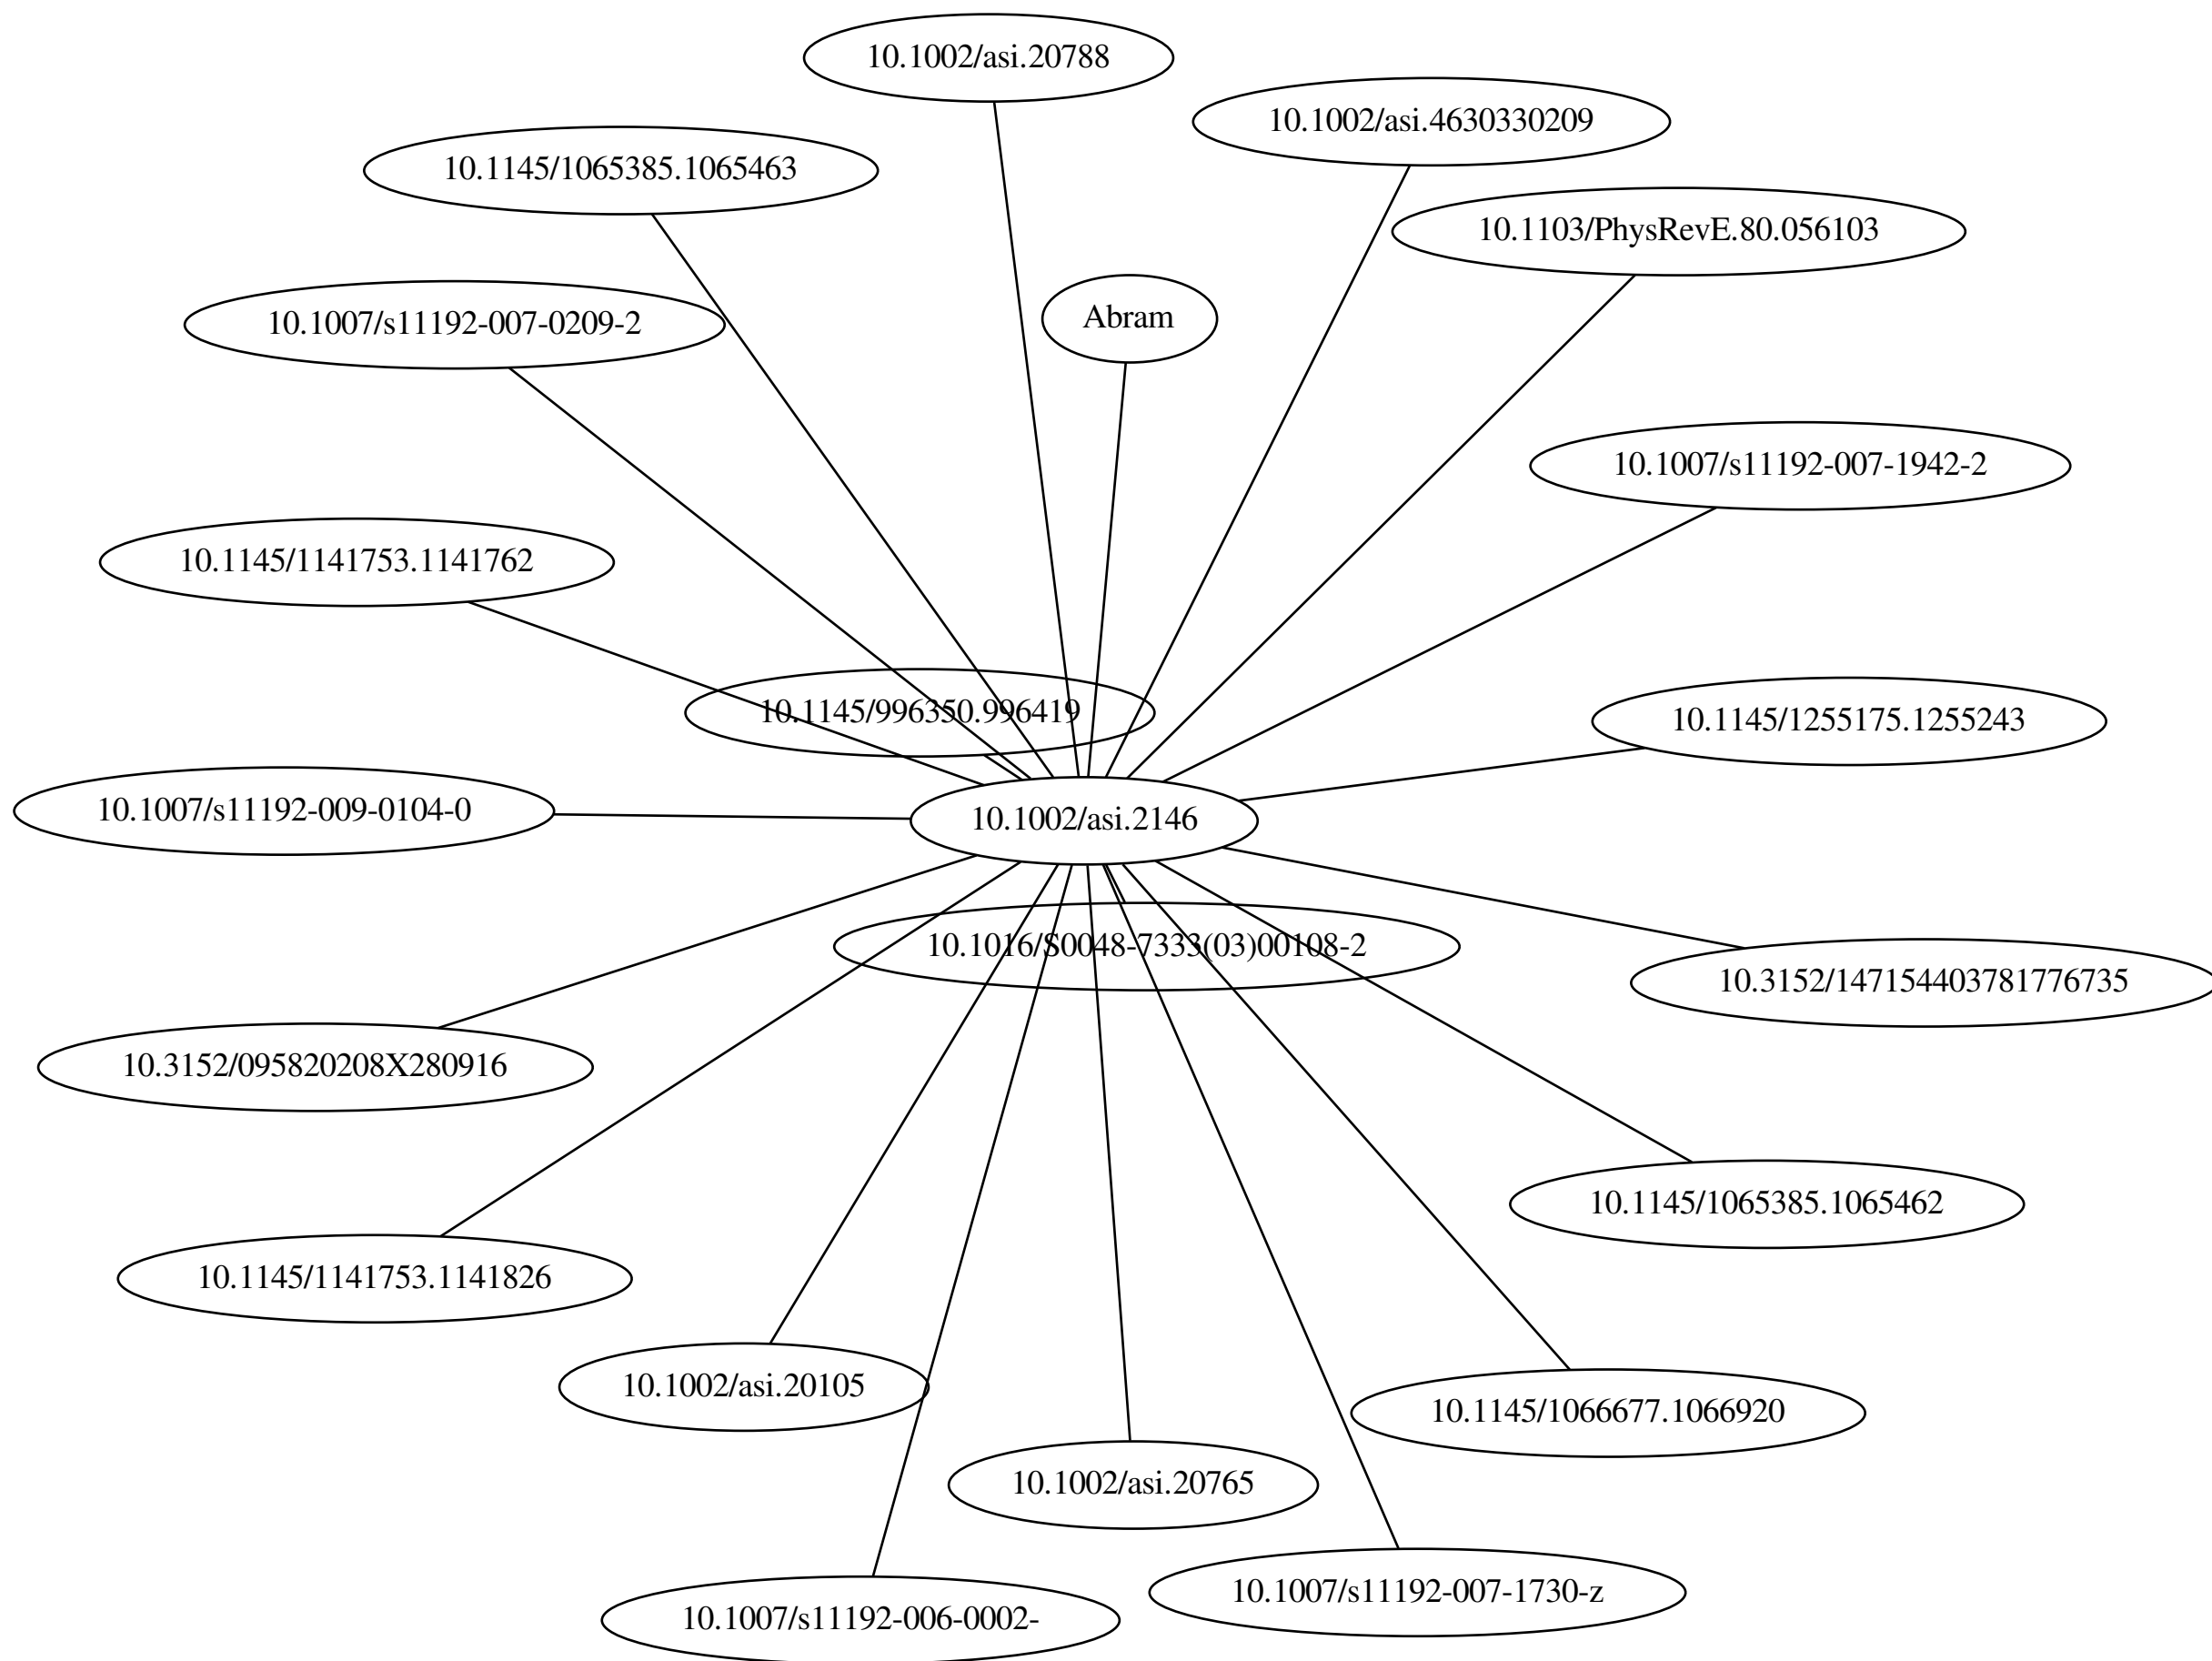 10.1002/asi.20788
10.1002/asi.4630330209
10.1145/1065385.1065463
10.1103/PhysRevE.80.056103
Abram
10.1007/s11192-007-0209-2
10.1007/s11192-007-1942-2
10.1145/1141753.1141762
10.1145/996350.996419
10.1145/1255175.1255243
10.1007/s11192-009-0104-0
10.1002/asi.2146
10.1016/S0048-7333(03)00108-2
10.3152/147154403781776735
10.3152/095820208X280916
10.1145/1065385.1065462
10.1145/1141753.1141826
10.1002/asi.20105
10.1145/1066677.1066920
10.1002/asi.20765
10.1007/s11192-007-1730-z
10.1007/s11192-006-0002-